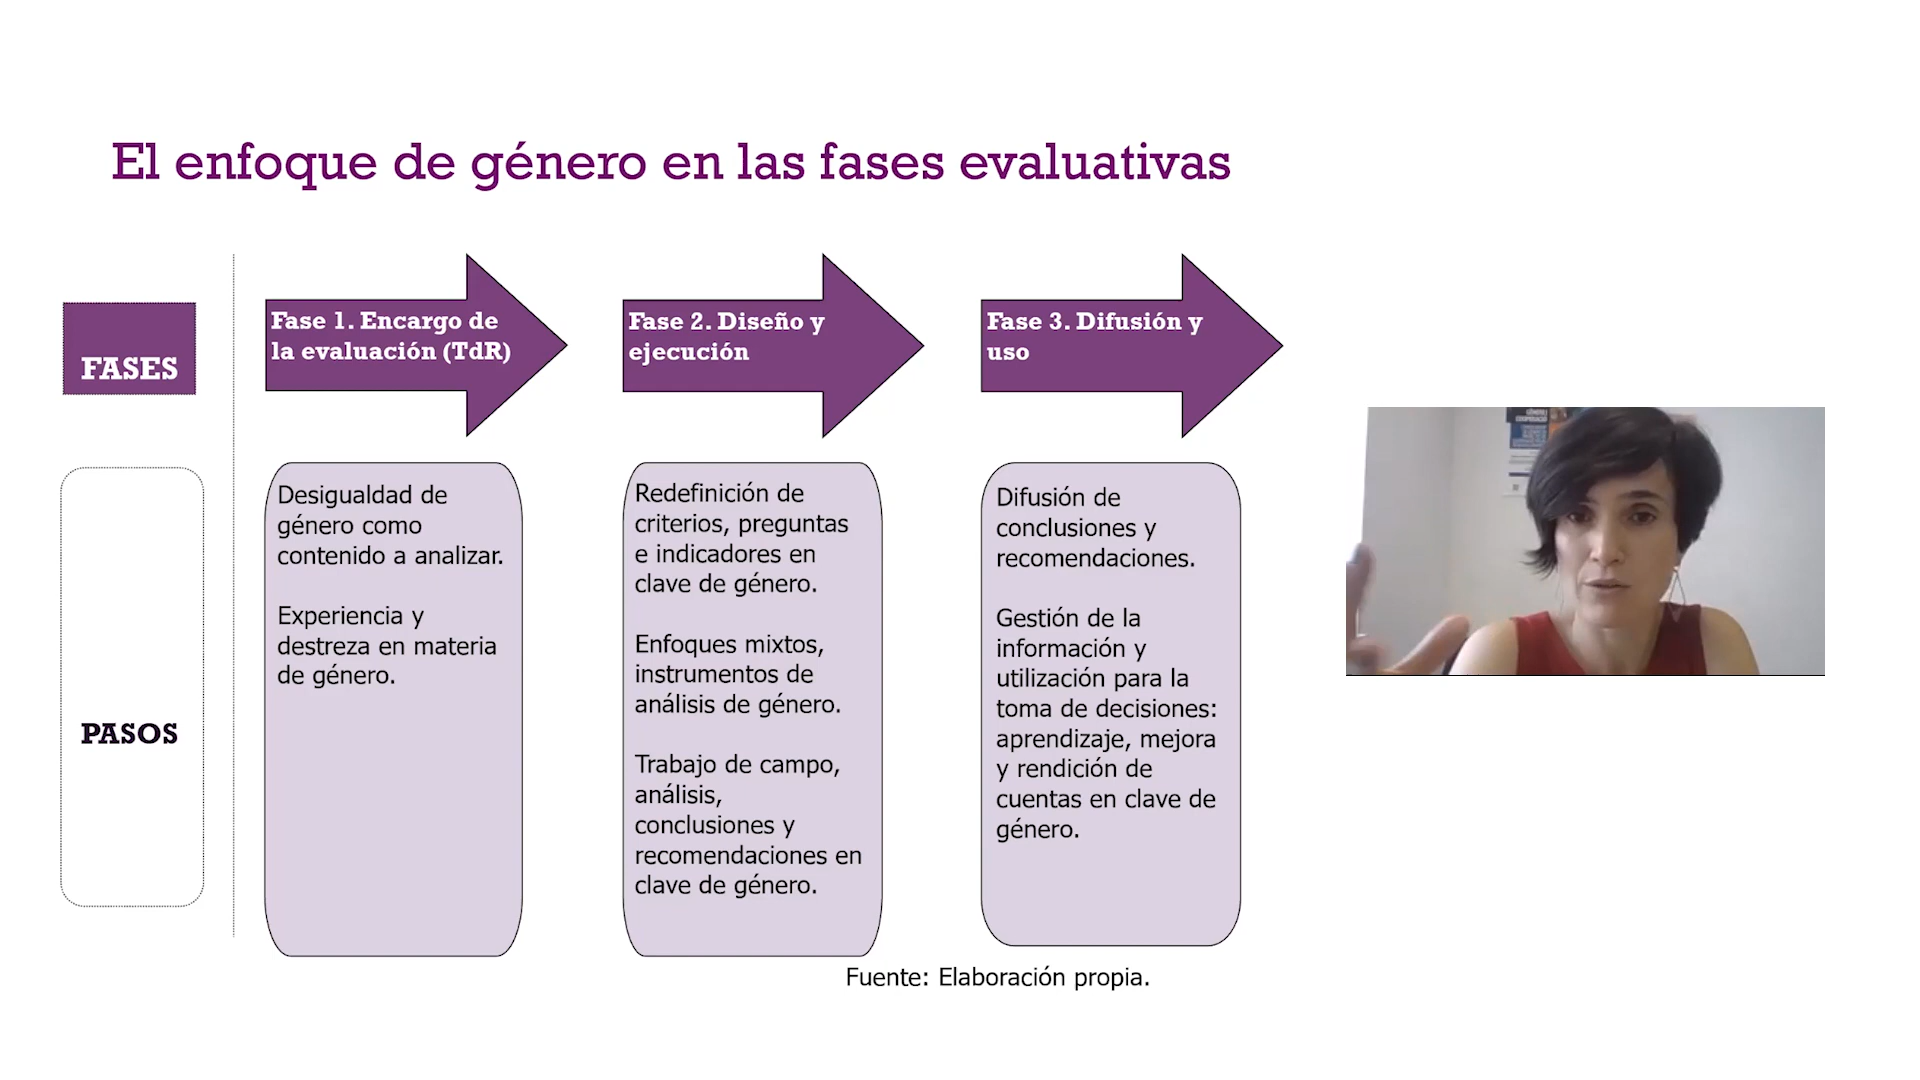 El enfoque de género en las fases evaluativas
FASES
Fase 1. Encargo de
la evaluación (TdR)
Fase 2. Diseño y
ejecución
Fase 3. Difusión y
uso
PASOS
Desigualdad de
género como
contenido a analizar.
Experiencia y
destreza en materia
de género.
Redefinición de
criterios, preguntas
e indicadores en
clave de género.
Enfoques mixtos,
instrumentos de
análisis de género.
Trabajo de campo,
análisis,
conclusiones y
recomendaciones en
clave de género.
Difusión de
conclusiones y
recomendaciones.
Gestión de la
información y
utilización para la
toma de decisiones:
aprendizaje, mejora
y rendición de
cuentas en clave de
género.
Fuente: Elaboración propia.